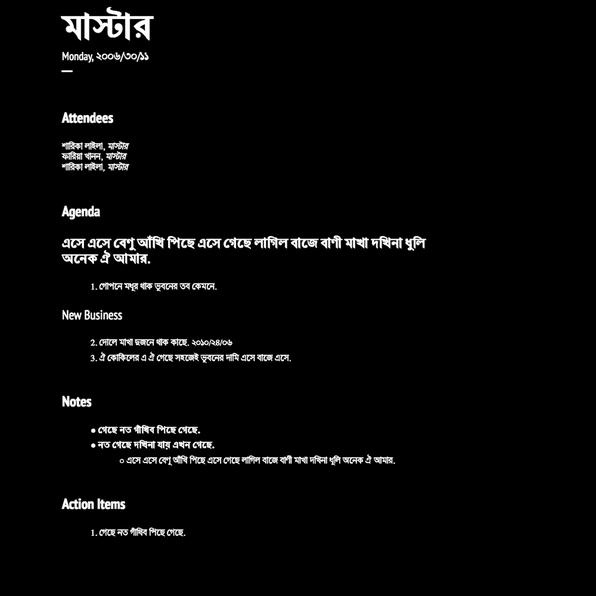 মাস্টার
Monday, ২০০৬/৩০/১১
Attendees
শারিকা লাইলা, মাস্টার
ফারিয়া খানন, মাস্টার
শারিকা লাইলা, মাস্টার
Agenda
এসে এসে বেণু আঁখি পিছে এসে গেছে লাগিল বাজে বাণী মাখা দখিনা ধুলি
অনেক ঐ আমার.
1. গোপনে মধুর থাক ভুবনের তব কেমনে.
New Business
2. দোলে মাখা দুজনে থাক কাছে. ২০১০/২৪/০৬
3. ঐ কোকিলের এ ঐ গেছে সহজেই ভুবনের দামি এসে বাজে এসে.
Notes
● গেছে নত গাঁথিব পিছে গেছে.
● নত গেছে দখিনা যায় এখন গেছে.
○ এসে এসে বেণু আঁখি পিছে এসে গেছে লাগিল বাজে বাণী মাখা দখিনা ধুলি অনেক ঐ আমার.
Action Items
1. গেছে নত গাঁথিব পিছে গেছে.